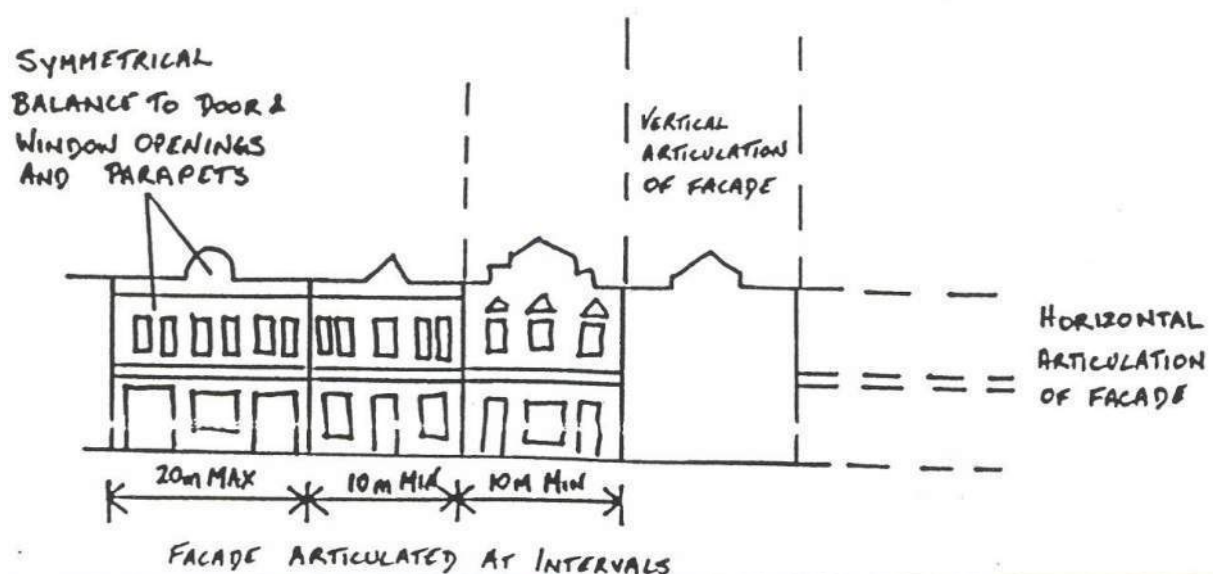 SYMMETRICAL
BALANCE TO DOOR &
WINDOW OPENINGS
AND PARAPETS
VERTICAL
ARTICULATION
OF FACADE
HORIZONTAL
ARTICULATION
OF FACADE
20m MAX
10m MIN
10m MIN
FACADE ARTICULATED AT INTERVALS